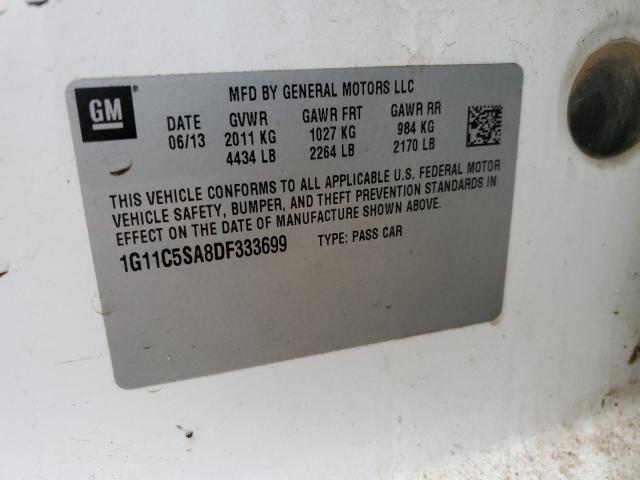 GM
MFD BY GENERAL MOTORS LLC
DATE GVWR GAWR FRT GAWR RR
06/13 2011 KG 1027 KG 984 KG
4434 LB 2264 LB 2170 LB
THIS VEHICLE CONFORMS TO ALL APPLICABLE U.S. FEDERAL MOTOR
VEHICLE SAFETY, BUMPER, AND THEFT PREVENTION STANDARDS IN
EFFECT ON THE DATE OF MANUFACTURE SHOWN ABOVE.
1G11C5SA8DF333699 TYPE: PASS CAR